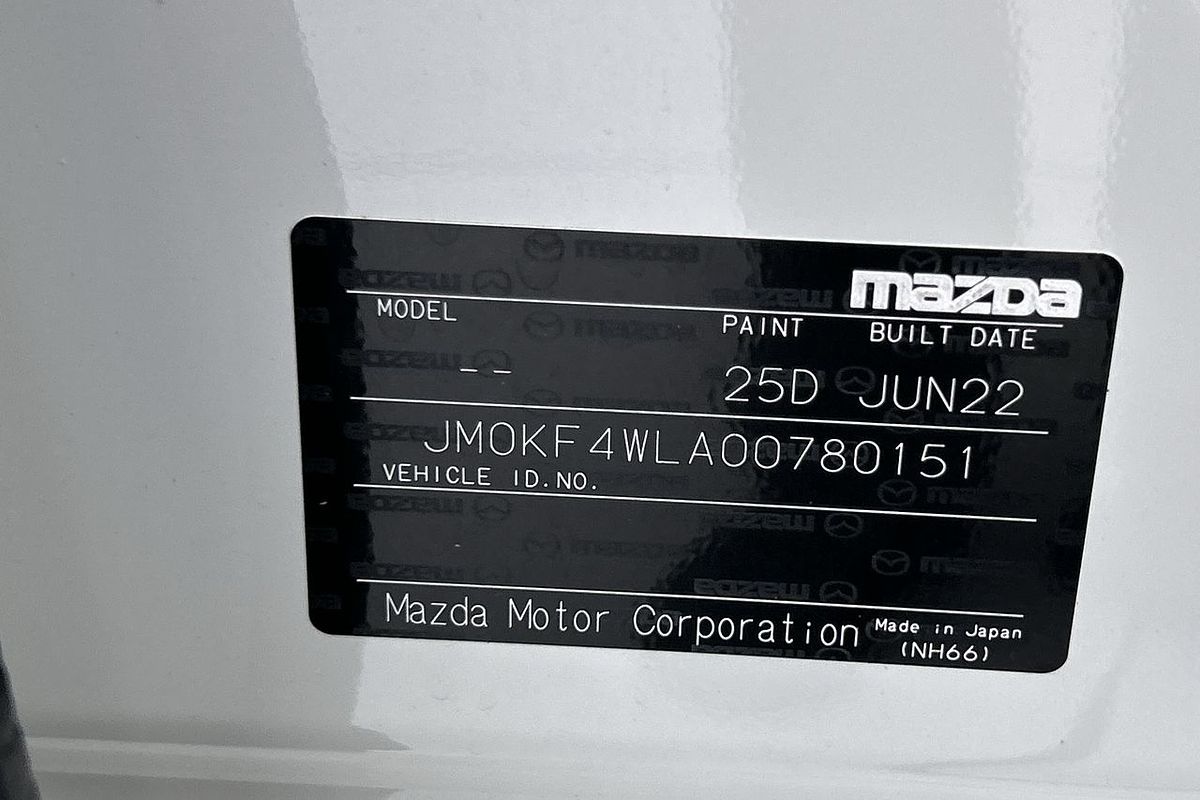 mazda
MODEL PAINT BUILT DATE
-- 25D JUN22
JM0KF4WLA00780151
VEHICLE ID.NO.
Mazda Motor Corporation Made in Japan
(NH66)